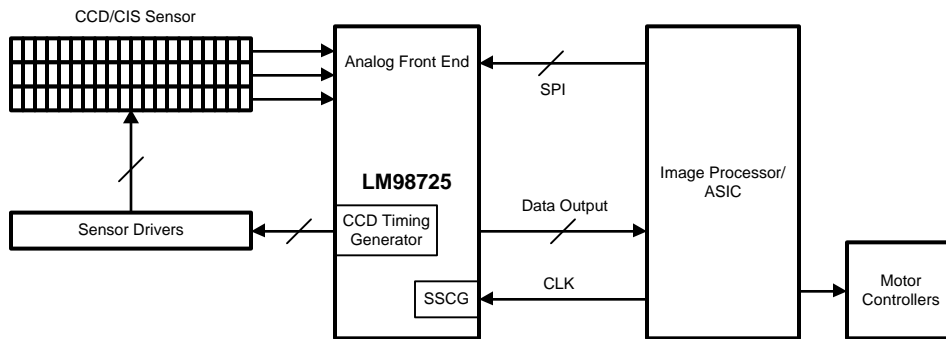 CCD/CIS Sensor
Analog Front End
SPI
LM98725
Image Processor/
ASIC
Data Output
Sensor Drivers
CCD Timing
Generator
CLK
SSCG
Motor
Controllers